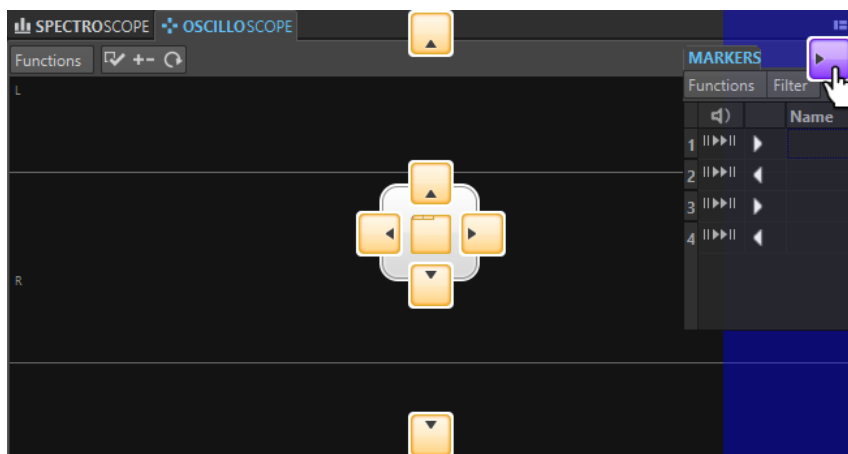 SPECTROSCOPE OSCILLOSCOPE
Functions
MARKERS
Functions Filter
Name
L
1
2
3
4
R